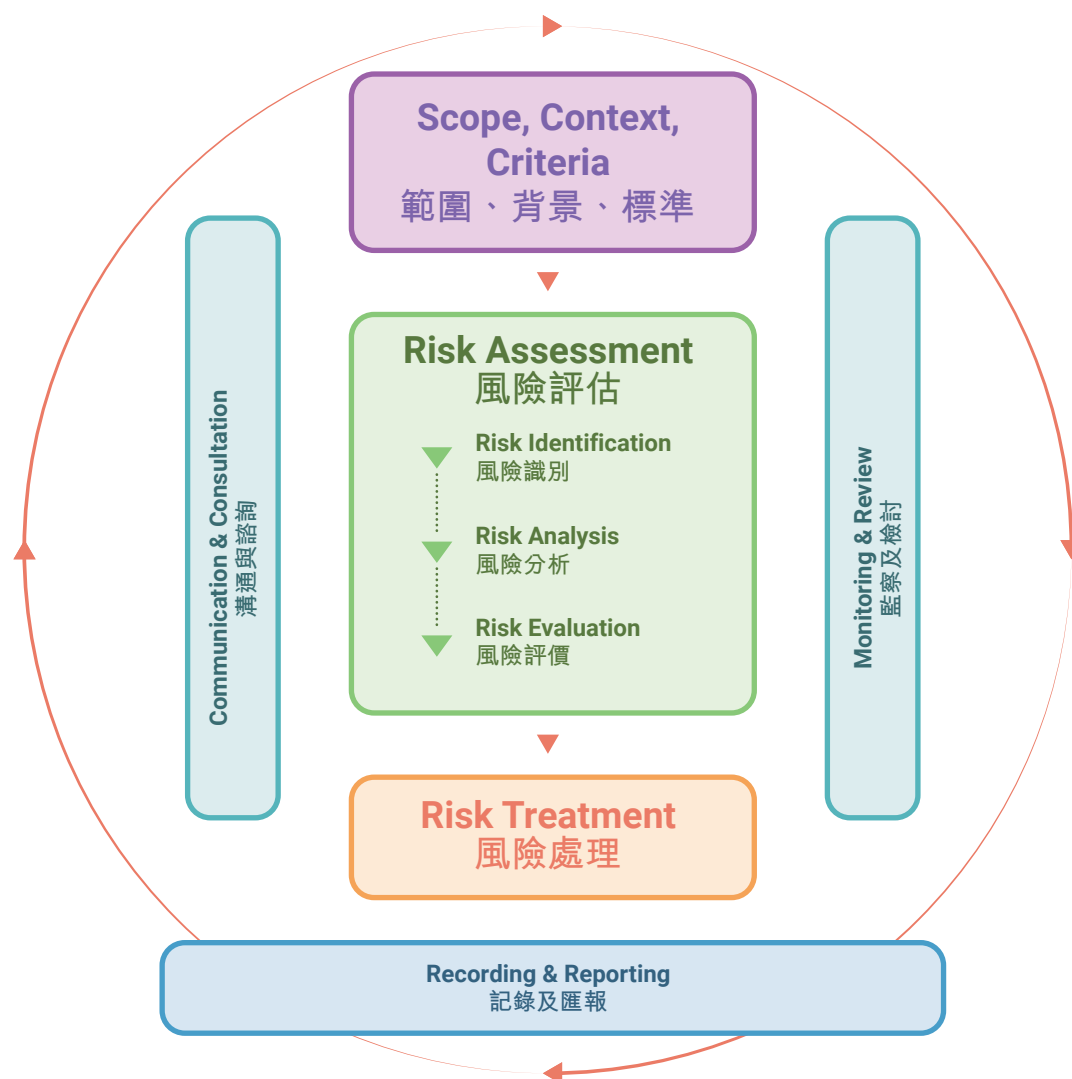 Scope, Context,
Criteria
範圍、背景、標準
Communication & Consultation
溝通與諮詢
Risk Assessment
風險評估
Risk Identification
風險識別
Risk Analysis
風險分析
Risk Evaluation
風險評價
Monitoring & Review
監察及檢討
Risk Treatment
風險處理
Recording & Reporting
記錄及匯報